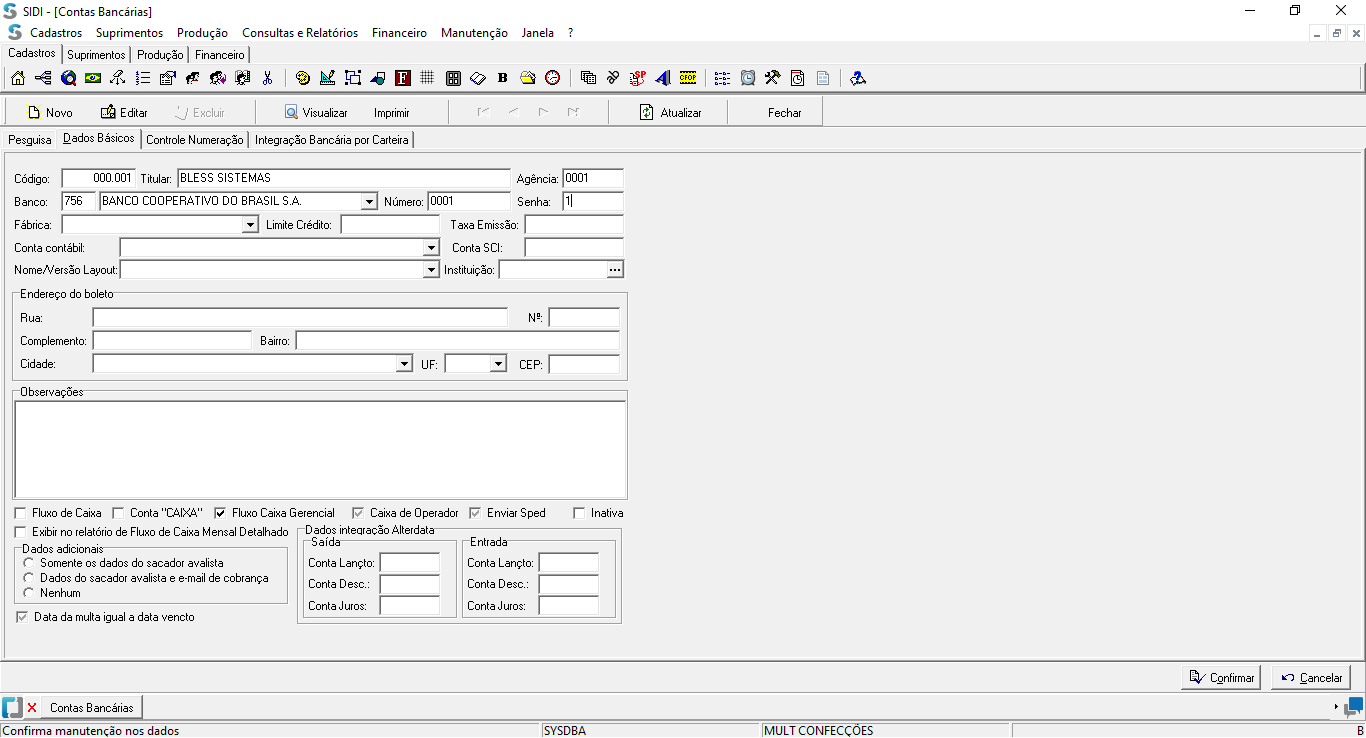 SIDI - [Contas Bancárias]
Cadastros Suprimentos Produção Consultas e Relatórios Financeiro Manutenção Janela ?
Cadastros Suprimentos Produção Financeiro
F B SP CFOP
Novo Editar Excluir Visualizar Imprimir Atualizar Fechar
Pesquisa Dados Básicos Controle Numeração Integração Bancária por Carteira
Código: 000.001 Titular: BLESS SISTEMAS Agência: 0001
Banco: 756 BANCO COOPERATIVO DO BRASIL S.A. Número: 0001 Senha: 1
Fábrica: Limite Crédito: Taxa Emissão:
Conta contábil: Conta SCI:
Nome/Versão Layout: Instituição: ...
Endereço do boleto
Rua: Nº:
Complemento: Bairro:
Cidade: UF: CEP:
Observações
Fluxo de Caixa Conta "CAIXA" Fluxo Caixa Gerencial Caixa de Operador Enviar Sped Inativa
Exibir no relatório de Fluxo de Caixa Mensal Detalhado
Dados adicionais
Somente os dados do sacador avalista
Dados do sacador avalista e e-mail de cobrança
Nenhum
Data da multa igual a data vencto
Dados integração Alterdata
Saída
Conta Lançto:
Conta Desc.:
Conta Juros:
Entrada
Conta Lançto:
Conta Desc.:
Conta Juros:
Confirmar Cancelar
Contas Bancárias
Confirma manutenção nos dados SYSDBA MULT CONFECÇÕES B